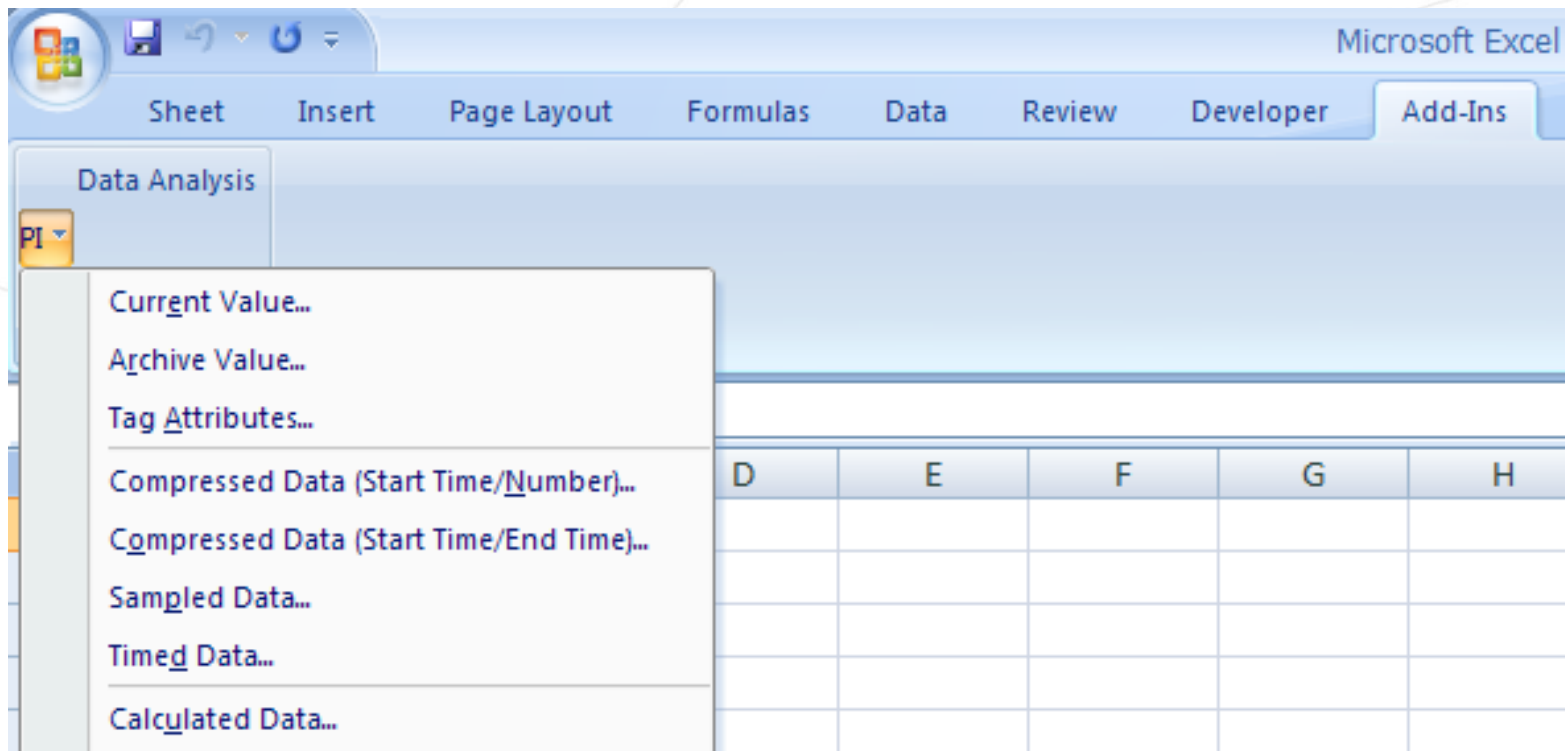 Microsoft Excel
Sheet Insert Page Layout Formulas Data Review Developer Add-Ins
Data Analysis
PI
Current Value...
Archive Value...
Tag Attributes...
Compressed Data (Start Time/Number)...
D E F G H
Compressed Data (Start Time/End Time)...
Sampled Data...
Timed Data...
Calculated Data...